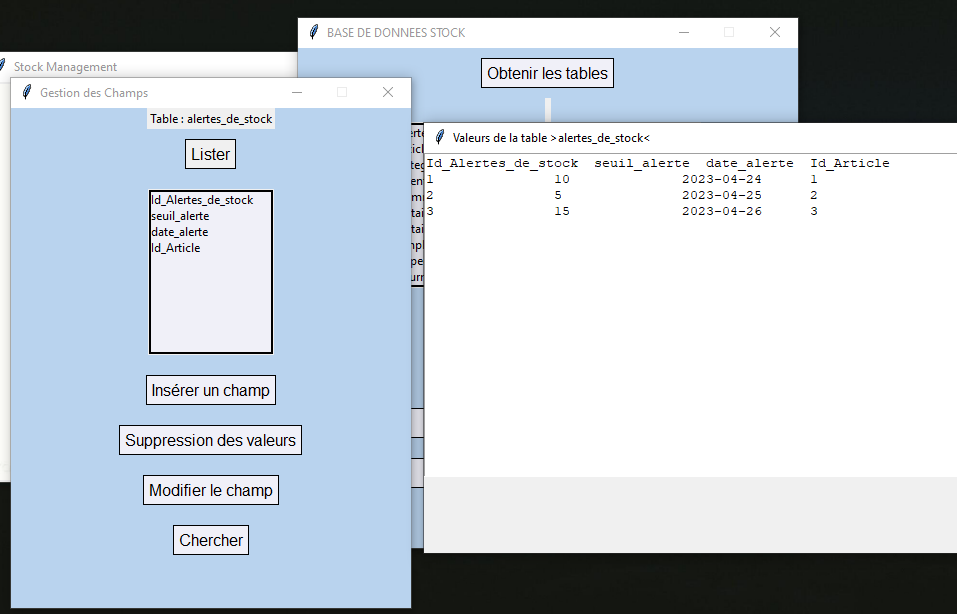 BASE DE DONNEES STOCK
Obtenir les tables
Stock Management
Gestion des Champs
Table : alertes_de_stock
Lister
Id_Alertes_de_stock
seuil_alerte
date_alerte
Id_Article
Insérer un champ
Suppression des valeurs
Modifier le champ
Chercher
Valeurs de la table >alertes_de_stock<
Id_Alertes_de_stock seuil_alerte date_alerte Id_Article
1 10 2023-04-24 1
2 5 2023-04-25 2
3 15 2023-04-26 3